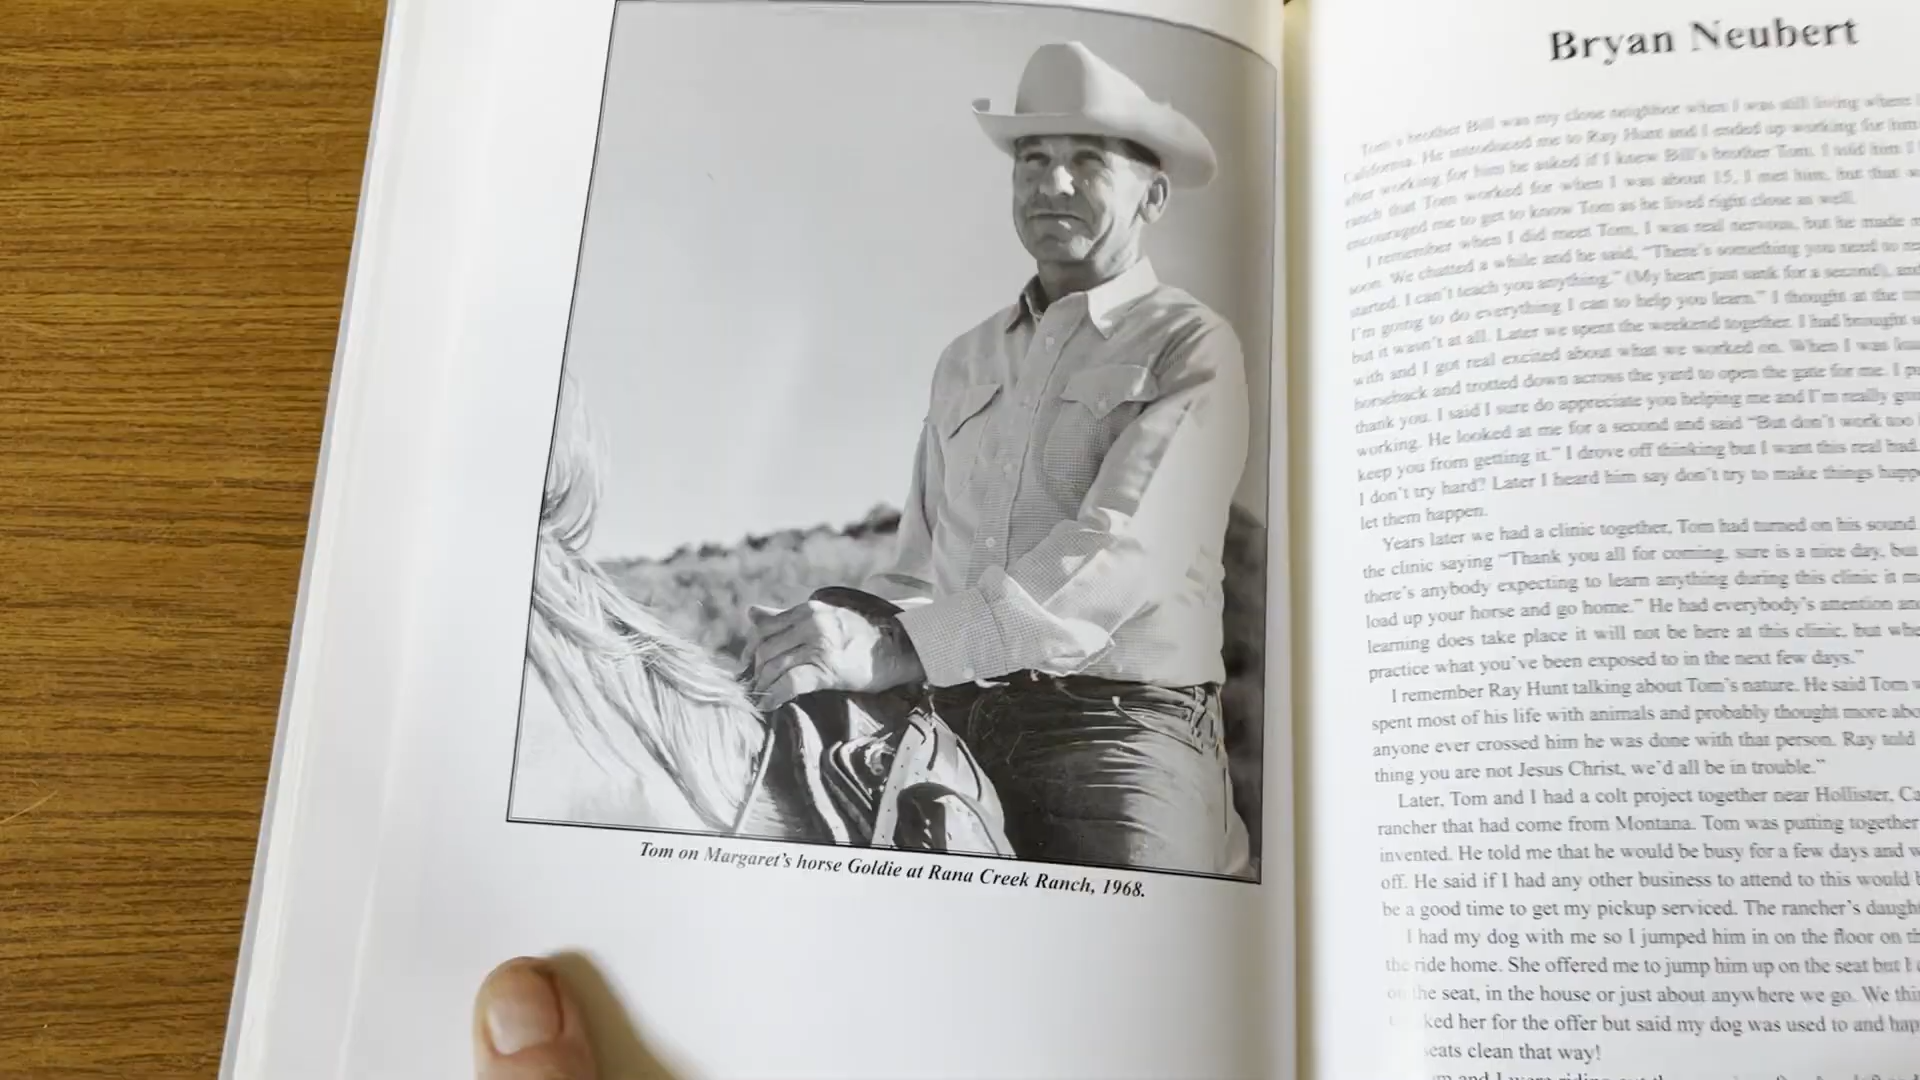 Tom on Margaret's horse Goldie at Rana Creek Ranch, 1968.
Bryan Neubert
Tom's brother Bill was my close neighbor when I was still living where I
California. He introduced me to Ray Hunt and I ended up working for him
after working for him he asked if I knew Bill's brother Tom. I told him I
ranch that Tom worked for when I was about 15, I met him, but that
encouraged me to get to know Tom as he lived right close as well.
I remember when I did meet Tom, I was real nervous, but he made
soon. We chatted a while and he said, "There's something you need to
started. I can't teach you anything." (My heart just sank for a second), and
I'm going to do everything I can to help you learn." I thought at the
but it wasn't at all. Later we spent the weekend together. I had brought
with and I got real excited about what we worked on. When I was
horseback and trotted down across the yard to open the gate for me. I
thank you. I said I sure do appreciate you helping me and I'm really
working. He looked at me for a second and said "But don't work too
keep you from getting it." I drove off thinking but I want this real bad.
I don't try hard? Later I heard him say don't try to make things
let them happen.
Years later we had a clinic together, Tom had turned on his sound
the clinic saying "Thank you all for coming, sure is a nice day, but
there's anybody expecting to learn anything during this clinic it
load up your horse and go home." He had everybody's attention
learning does take place it will not be here at this clinic, but
practice what you've been exposed to in the next few days."
I remember Ray Hunt talking about Tom's nature. He said Tom
spent most of his life with animals and probably thought more
anyone ever crossed him he was done with that person. Ray told
thing you are not Jesus Christ, we'd all be in trouble."
Later, Tom and I had a colt project together near Hollister, Ca
rancher that had come from Montana. Tom was putting together
invented. He told me that he would be busy for a few days and
off. He said if I had any other business to attend to this would
be a good time to get my pickup serviced. The rancher's
I had my dog with me so I jumped him in on the floor on
the ride home. She offered me to jump him up on the seat but I
the seat, in the house or just about anywhere we go. We
ked her for the offer but said my dog was used to and
seats clean that way!